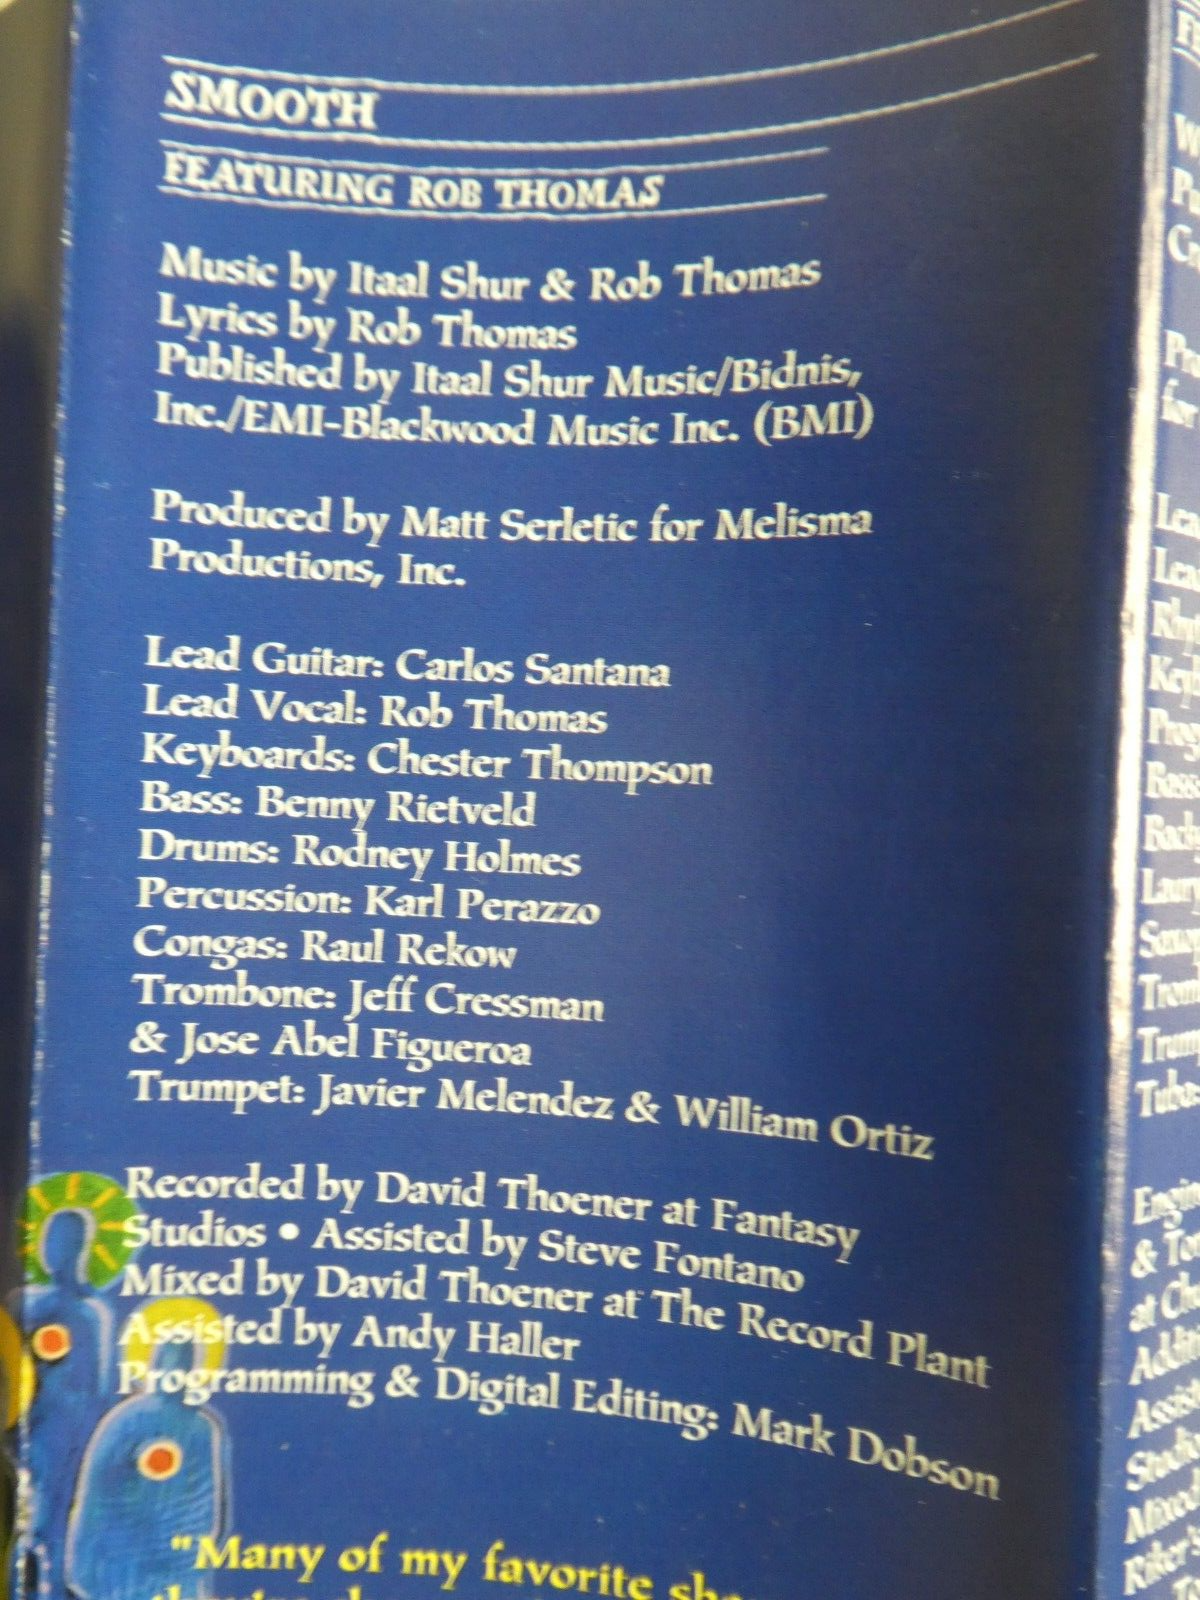 SMOOTH
FEATURING ROB THOMAS
Music by Itaal Shur & Rob Thomas
Lyrics by Rob Thomas
Published by Itaal Shur Music/Bidnis,
Inc./EMI-Blackwood Music Inc. (BMI)
Produced by Matt Serletic for Melisma
Productions, Inc.
Lead Guitar: Carlos Santana
Lead Vocal: Rob Thomas
Keyboards: Chester Thompson
Bass: Benny Rietveld
Drums: Rodney Holmes
Percussion: Karl Perazzo
Congas: Raul Rekow
Trombone: Jeff Cressman
& Jose Abel Figueroa
Trumpet: Javier Melendez & William Ortiz
Recorded by David Thoener at Fantasy
Studios • Assisted by Steve Fontano
Mixed by David Thoener at The Record Plant
Assisted by Andy Haller
Programming & Digital Editing: Mark Dobson
"Many of my favorite